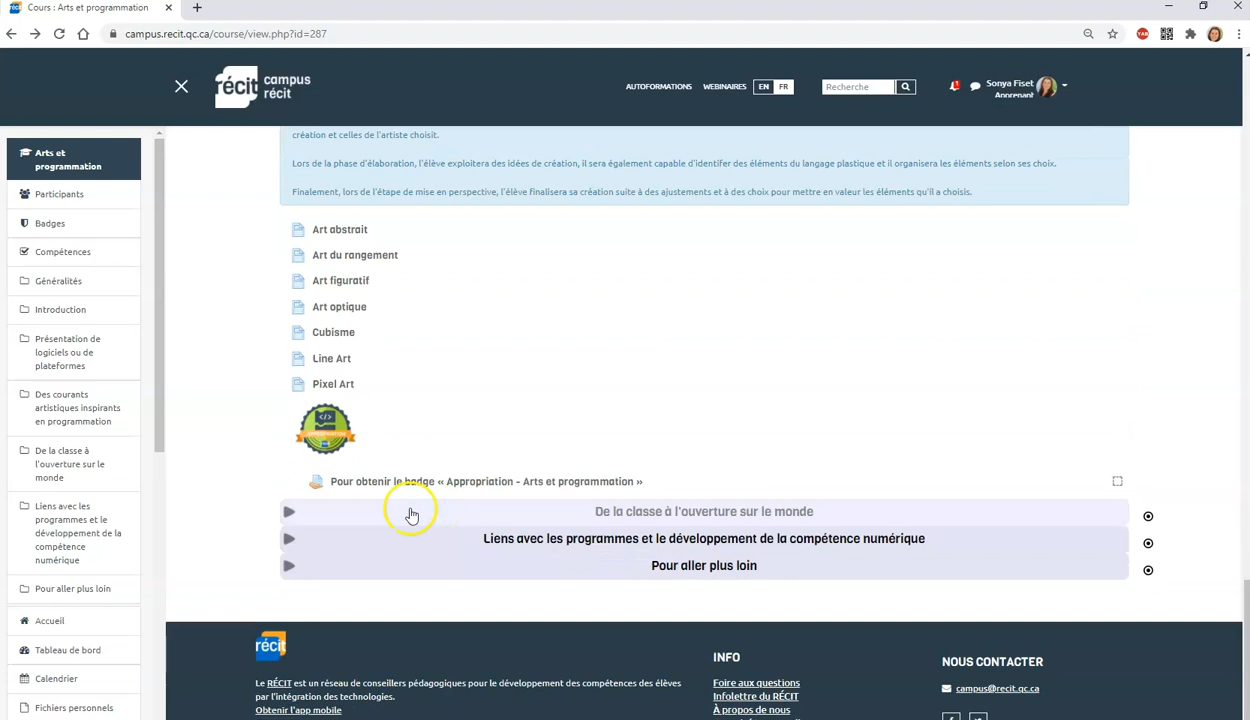 Cours : Arts et programmation
campus.recit.qc.ca/course/view.php?id=287
récit campus récit
AUTOFORMATIONS WEBINAIRES EN FR Recherche Sonya Fiset
Apprenant
Arts et programmation
Participants
Badges
Compétences
Généralités
Introduction
Présentation de
logiciels ou de
plateformes
Des courants
artistiques inspirants
en programmation
De la classe à
l'ouverture sur le
monde
Liens avec les
programmes et le
développement de la
compétence
numérique
Pour aller plus loin
Accueil
Tableau de bord
Calendrier
Fichiers personnels
création et celles de l'artiste choisit.
Lors de la phase d'élaboration, l'élève exploitera des idées de création, il sera également capable d'identifer des éléments du langage plastique et il organisera les éléments selon ses choix.
Finalement, lors de l'étape de mise en perspective, l'élève finalisera sa création suite à des ajustements et à des choix pour mettre en valeur les éléments qu'il a choisis.
Art abstrait
Art du rangement
Art figuratif
Art optique
Cubisme
Line Art
Pixel Art
Pour obtenir le badge « Appropriation - Arts et programmation »
De la classe à l'ouverture sur le monde
Liens avec les programmes et le développement de la compétence numérique
Pour aller plus loin
récit
Le RÉCIT est un réseau de conseillers pédagogiques pour le développement des compétences des élèves
par l'intégration des technologies.
Obtenir l'app mobile
INFO
Foire aux questions
Infolettre du RÉCIT
À propos de nous
NOUS CONTACTER
campus@recit.qc.ca